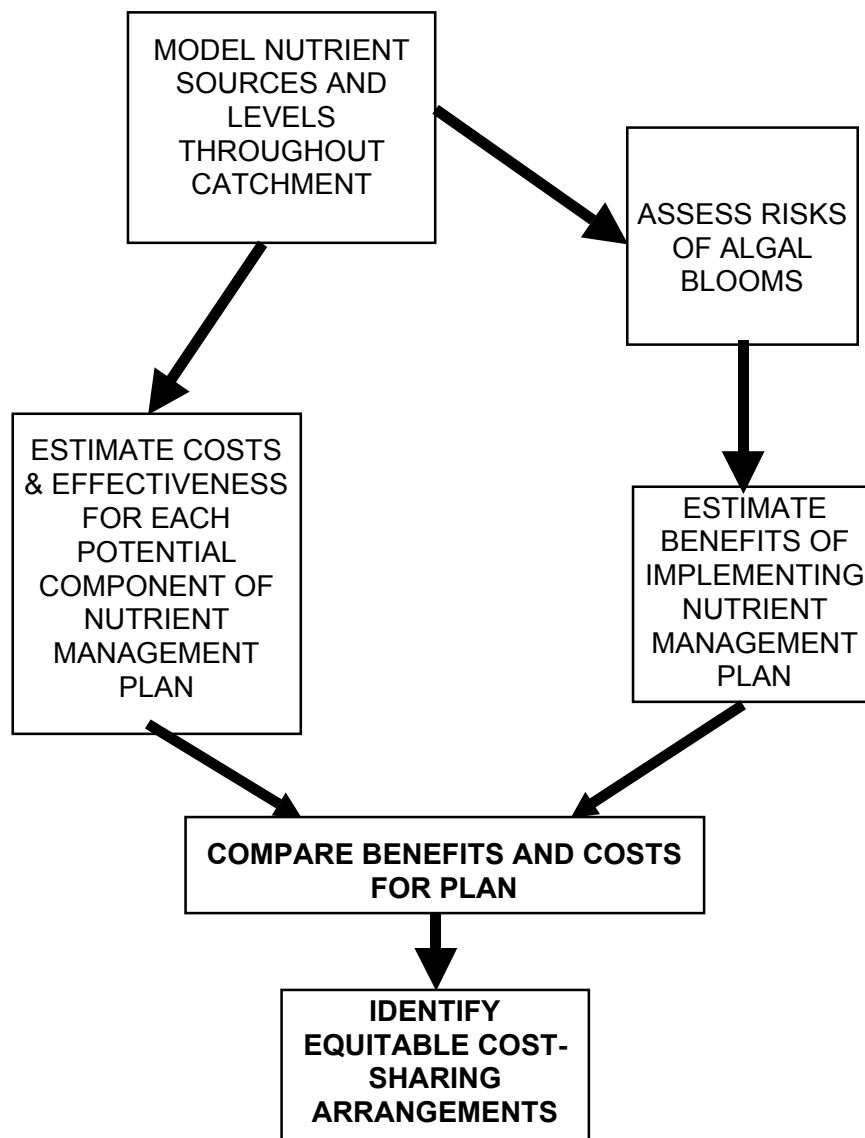 MODEL NUTRIENT
SOURCES AND
LEVELS
THROUGHOUT
CATCHMENT
ASSESS RISKS
OF ALGAL
BLOOMS
ESTIMATE COSTS
& EFFECTIVENESS
FOR EACH
POTENTIAL
COMPONENT OF
NUTRIENT
MANAGEMENT
PLAN
ESTIMATE
BENEFITS OF
IMPLEMENTING
NUTRIENT
MANAGEMENT
PLAN
COMPARE BENEFITS AND COSTS
FOR PLAN
IDENTIFY
EQUITABLE COST-
SHARING
ARRANGEMENTS